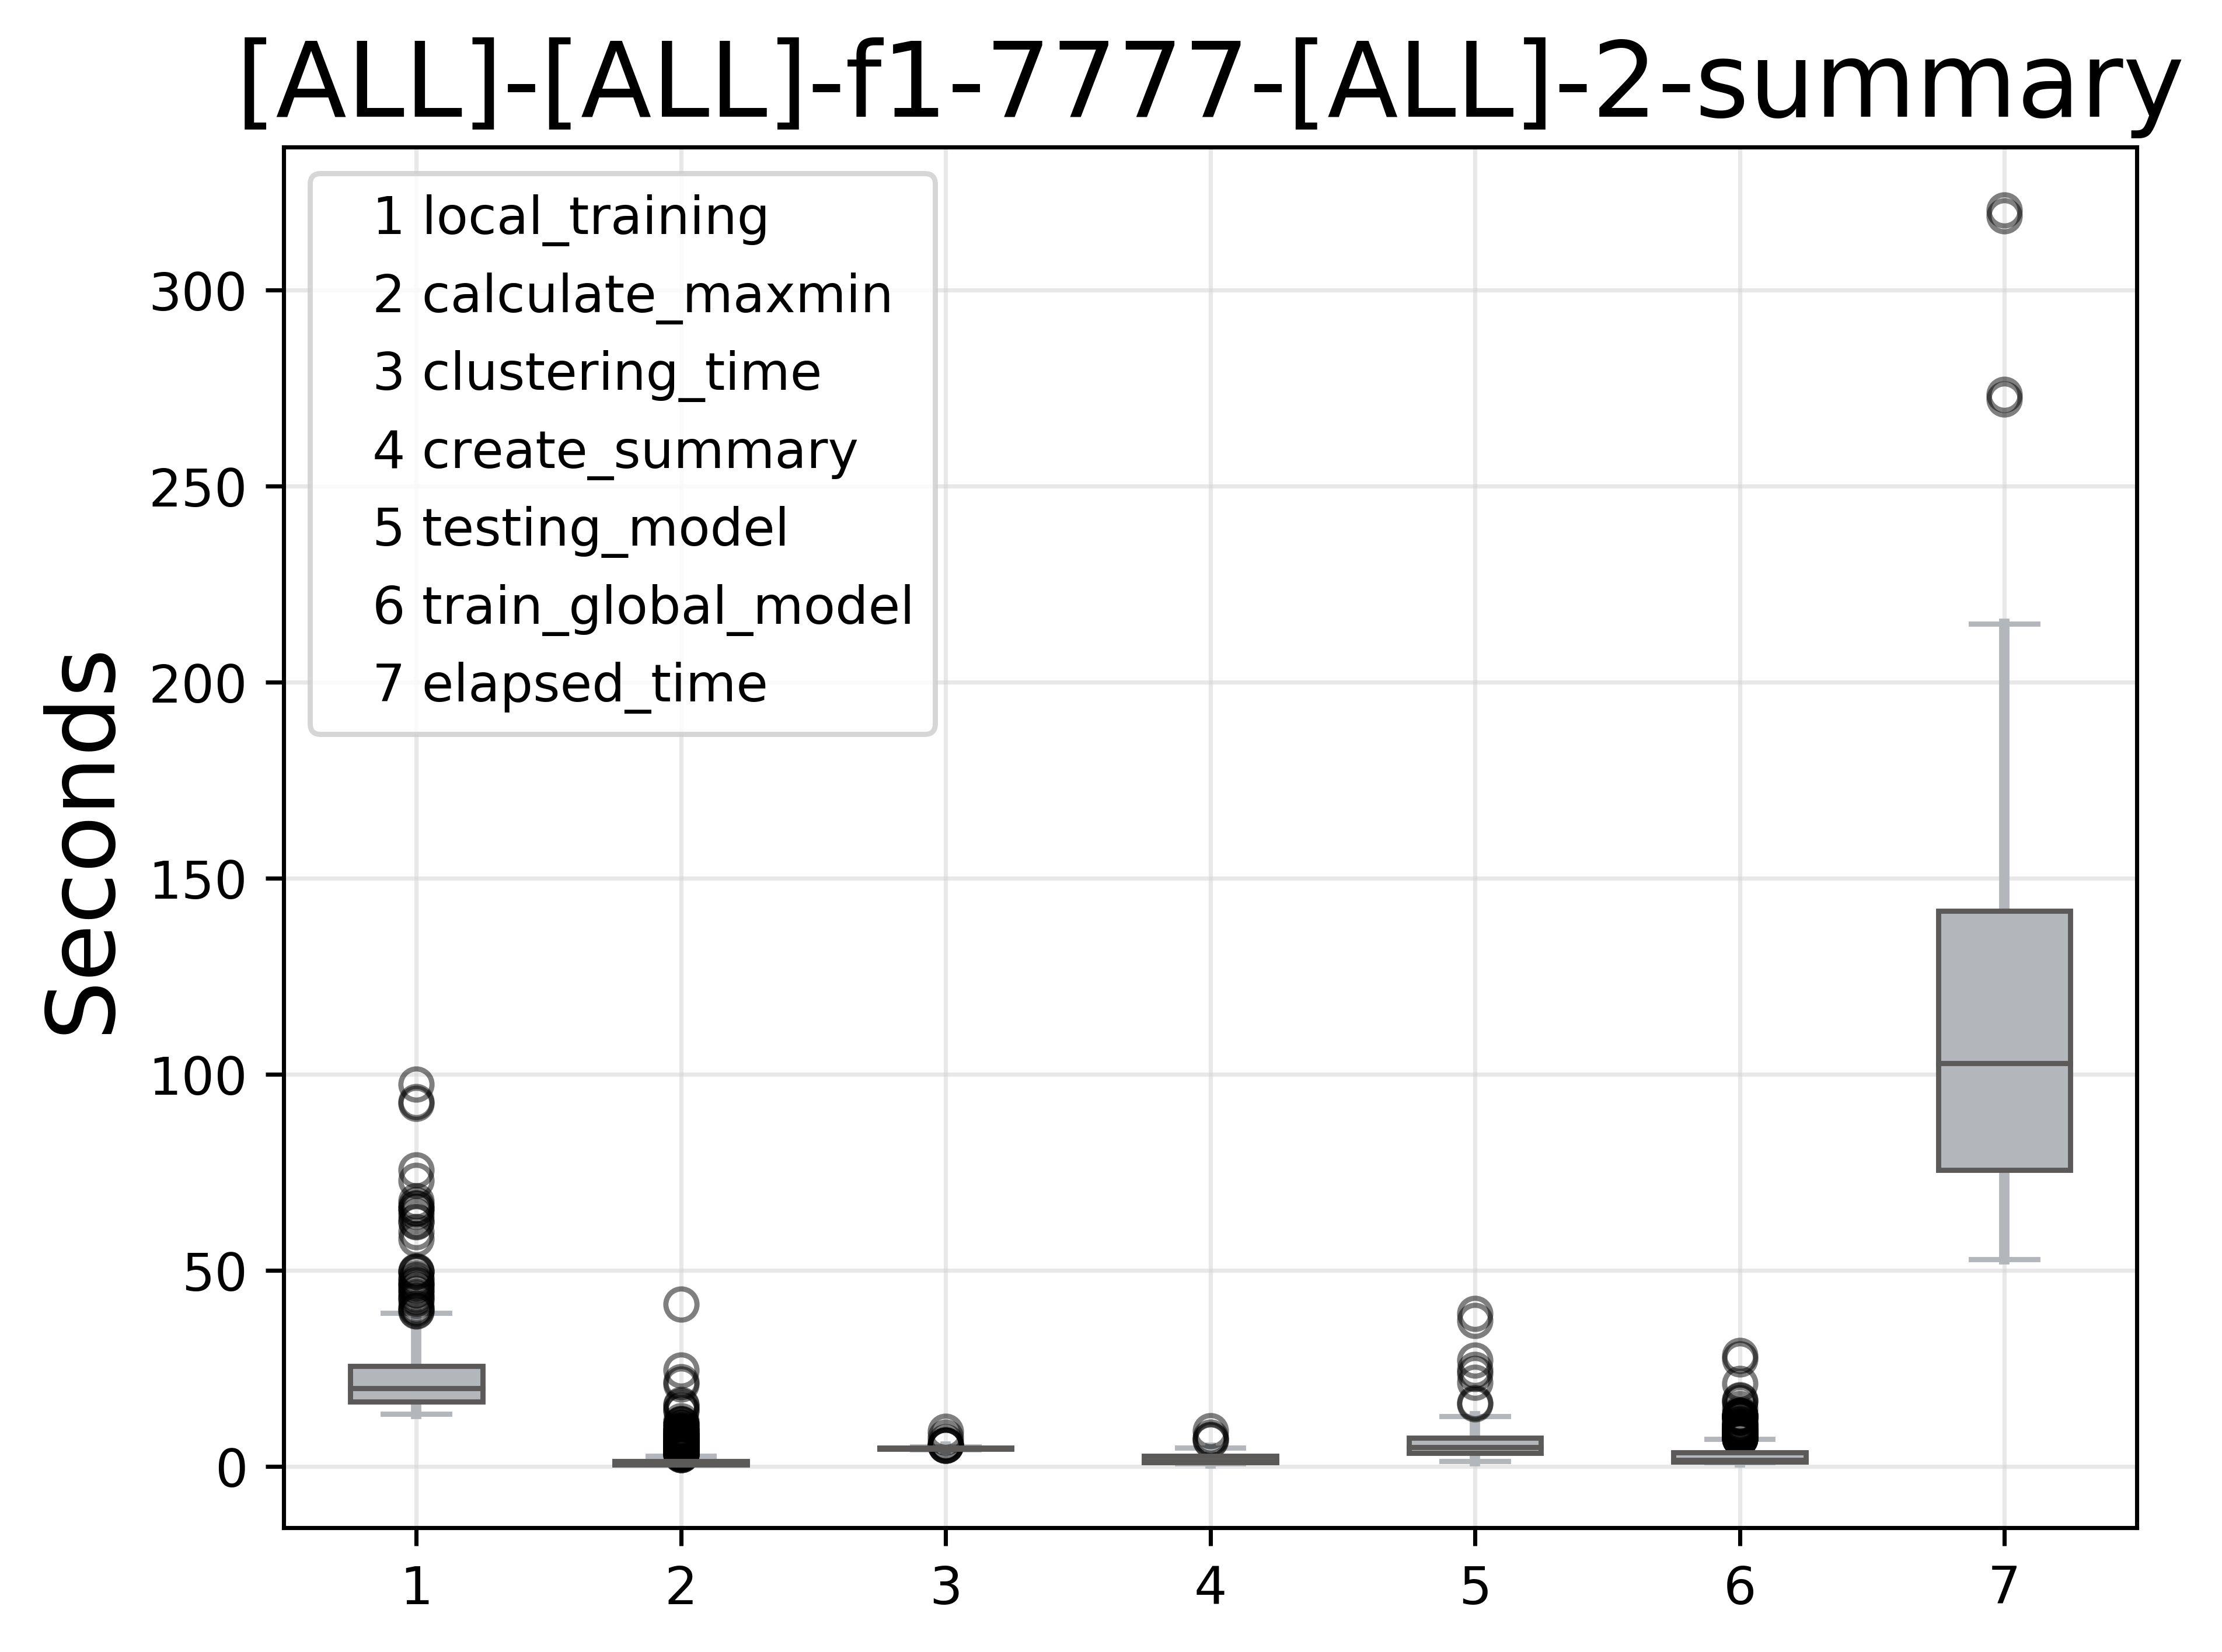 [ALL]-[ALL]-f1-7777-[ALL]-2-summary
1 local_training
2 calculate_maxmin
3 clustering_time
4 create_summary
5 testing_model
6 train_global_model
7 elapsed_time
Seconds
300
250
200
150
100
50
0
1 2 3 4 5 6 7